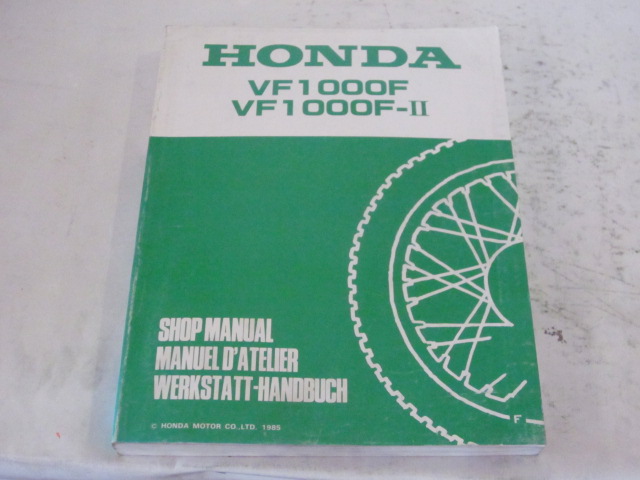 HONDA
VF1000F
VF1000F-II
SHOP MANUAL
MANUEL D'ATELIER
WERKSTATT-HANDBUCH
© HONDA MOTOR CO.,LTD. 1985
F